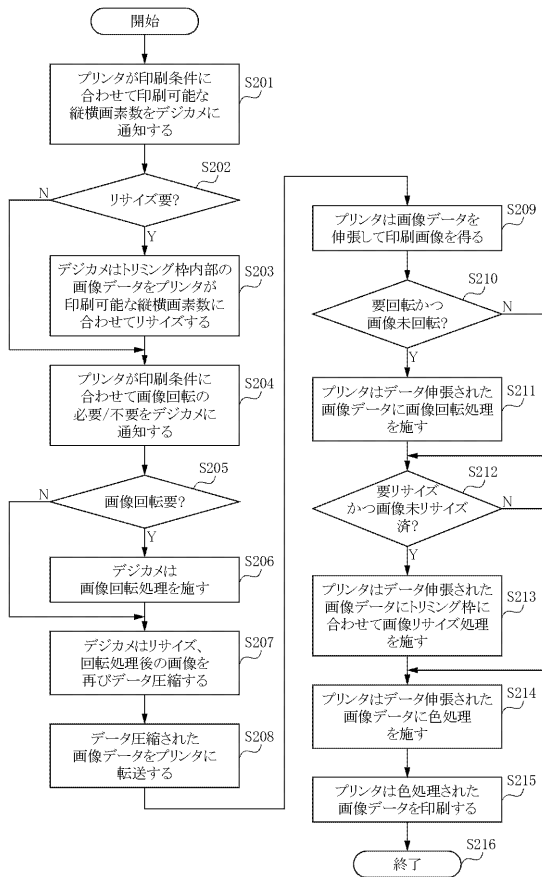 開始
プリンタが印刷条件に
合わせて印刷可能な
縦横画素数をデジカメに
通知する
S201
S202
リサイズ要?
N
Y
デジカメはトリミング枠内部の
画像データをプリンタが
印刷可能な縦横画素数に
合わせてリサイズする
S203
プリンタが印刷条件に
合わせて画像回転の
必要/不要をデジカメに
通知する
S204
S205
画像回転要?
N
Y
デジカメは
画像回転処理を施す
S206
デジカメはリサイズ、
回転処理後の画像を
再びデータ圧縮する
S207
データ圧縮された
画像データをプリンタに
転送する
S208
プリンタは画像データを
伸張して印刷画像を得る
S209
S210
要回転かつ
画像未回転?
N
Y
プリンタはデータ伸張された
画像データに画像回転処理
を施す
S211
S212
要リサイズ
かつ画像未リサイズ
済?
N
Y
プリンタはデータ伸張された
画像データにトリミング枠に
合わせて画像リサイズ処理
を施す
S213
プリンタはデータ伸張された
画像データに色処理
を施す
S214
プリンタは色処理された
画像データを印刷する
S215
終了
S216